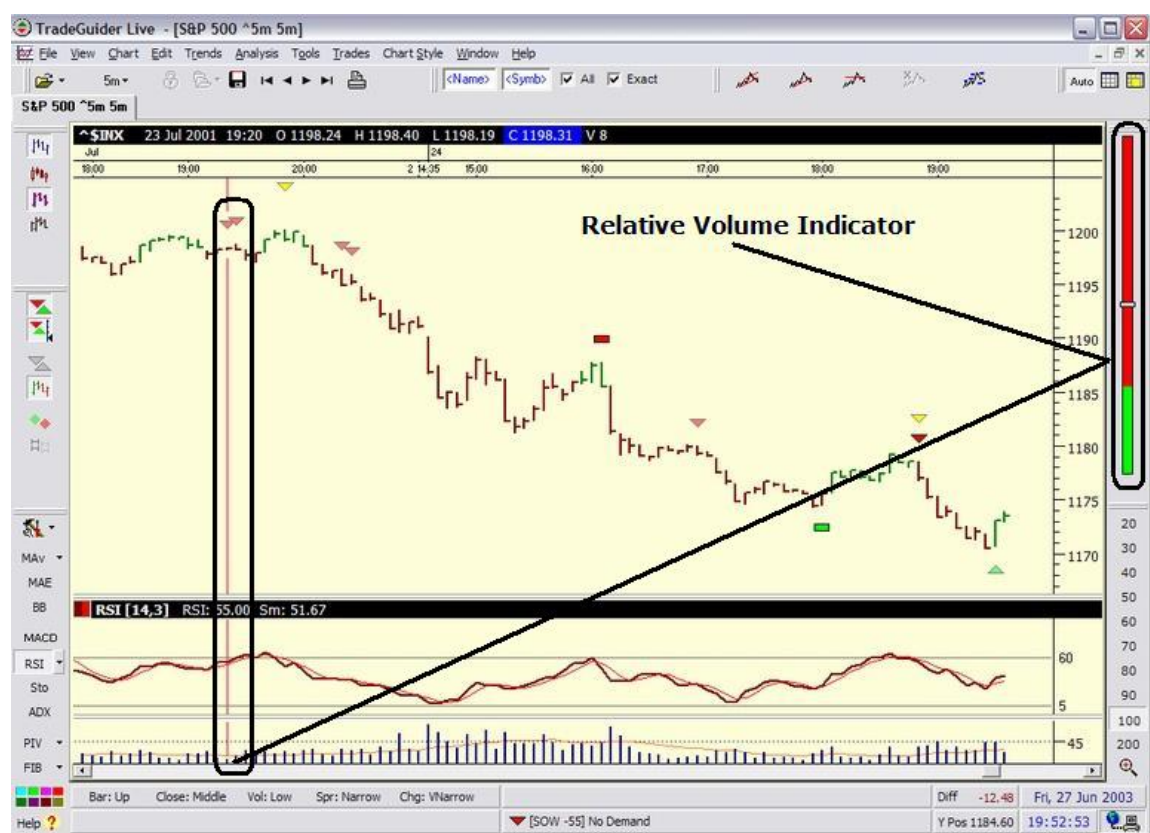 TradeGuider Live - [S&P 500 ^5m 5m]
File View Chart Edit Trends Analysis Tools Trades Chart Style Window Help
5m <Name> <Symb> All Exact Auto
S&P 500 ^5m 5m
^$INX 23 Jul 2001 19:20 O 1198.24 H 1198.40 L 1198.19 C 1198.31 V 8
Jul 24
18:00 19:00 20:00 2 14:35 15:00 16:00 17:00 18:00 19:00
Relative Volume Indicator
1200
1195
1190
1185
1180
1175
1170
20
30
40
50
60
70
80
90
100
200
MAv
MAE
BB
MACD
RSI
Sto
ADX
PIV
FIB
RSI [14,3] RSI: 55.00 Sm: 51.67
60
5
45
Bar: Up Close: Middle Vol: Low Spr: Narrow Chg: VNarrow Diff -12.48 Fri, 27 Jun 2003
Help ? [SOW -55] No Demand Y Pos 1184.60 19:52:53